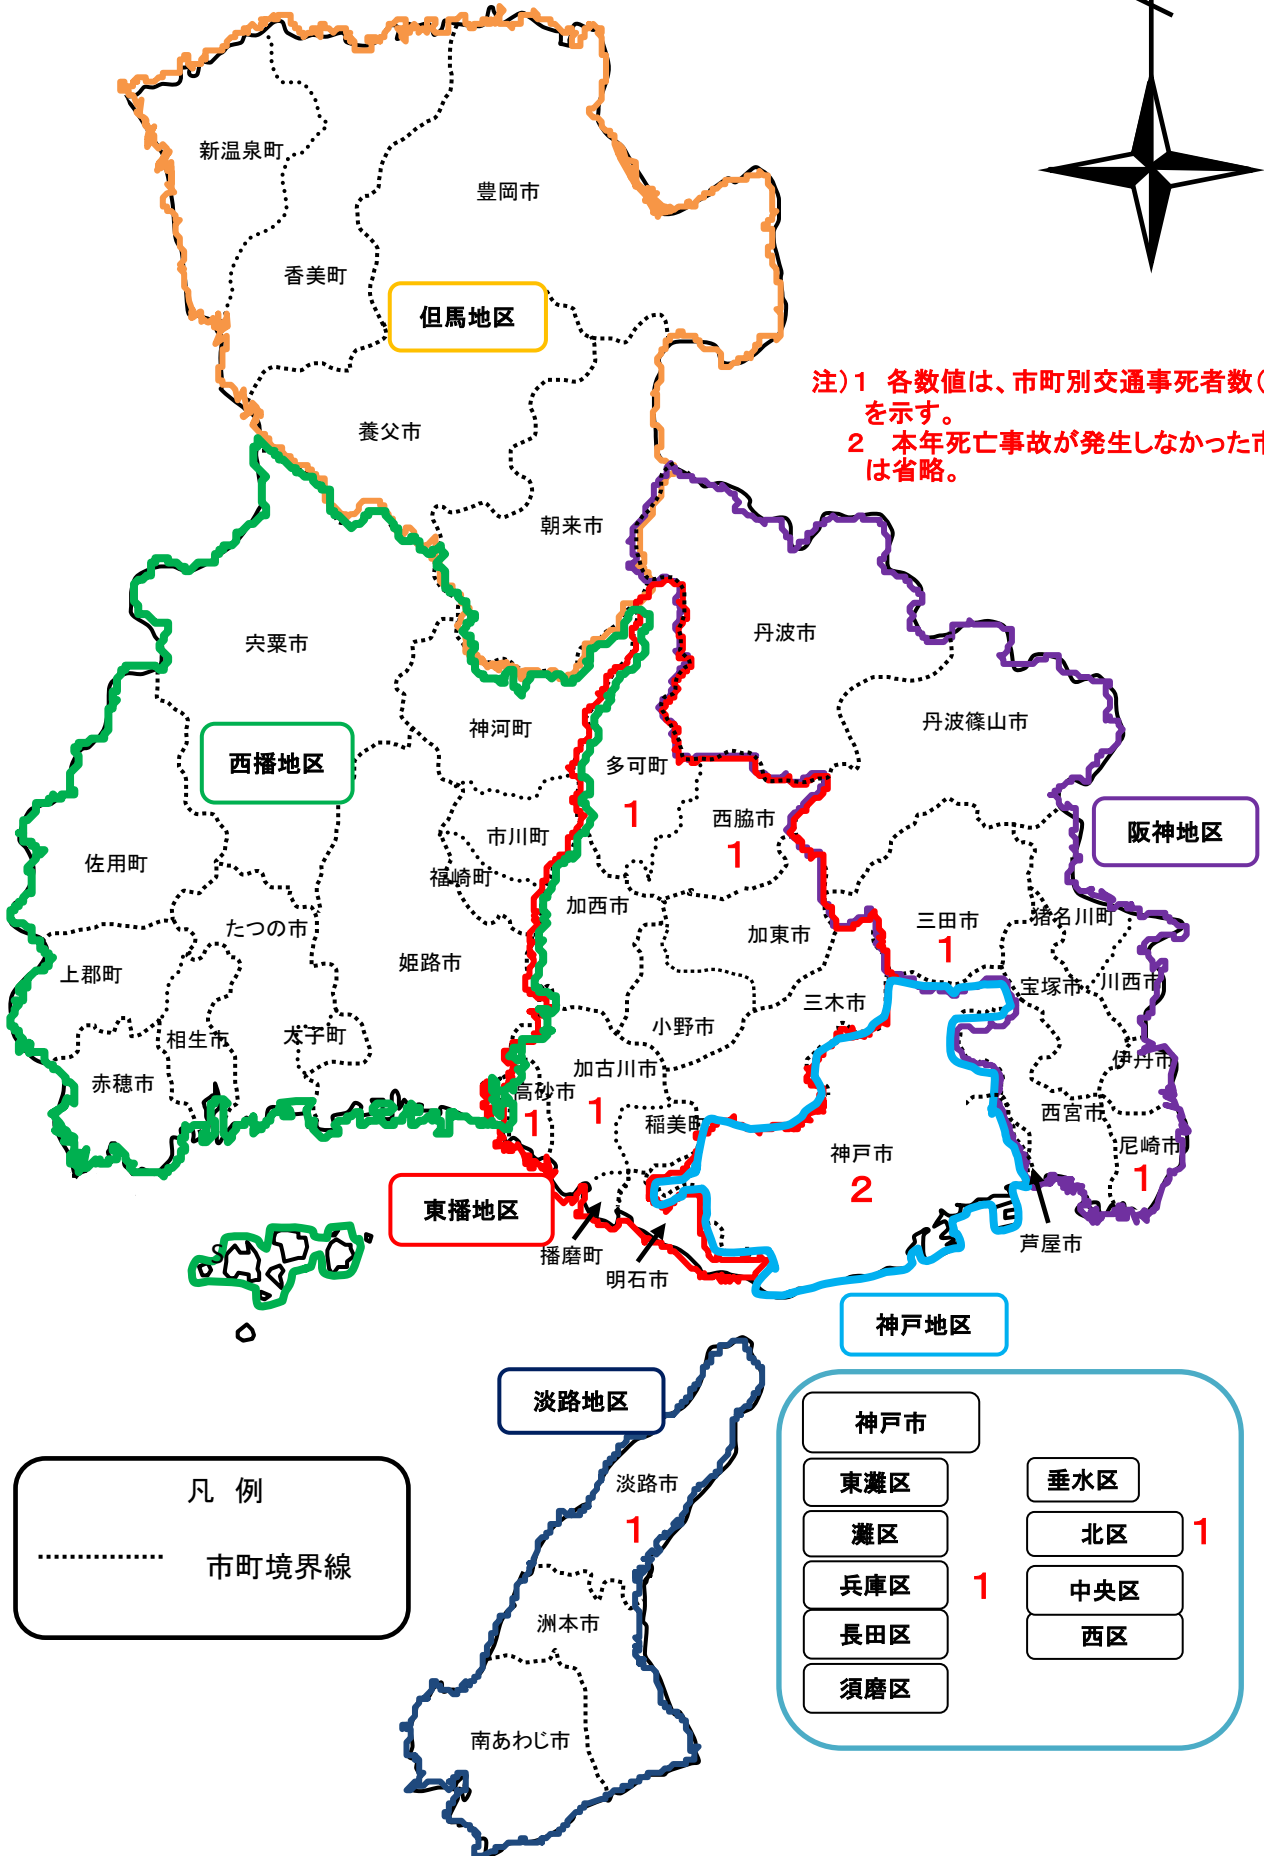 新温泉町
豊岡市
香美町
但馬地区
注)1 各数値は、市町別交通事死者数(
を示す。
2 本年死亡事故が発生しなかった市
は省略。
養父市
朝来市
宍粟市
丹波市
神河町
丹波篠山市
西播地区
多可町
1
西脇市
1
阪神地区
市川町
佐用町
福崎町
加西市
たつの市
加東市
三田市
1
猪名川町
姫路市
上郡町
宝塚市
川西市
三木市
小野市
相生市
太子町
伊丹市
赤穂市
加古川市
1
高砂市
1
稲美町
西宮市
神戸市
2
尼崎市
1
東播地区
播磨町
明石市
芦屋市
神戸地区
淡路地区
淡路市
1
洲本市
南あわじ市
凡 例
市町境界線
神戸市
東灘区
垂水区
灘区
北区
1
兵庫区
1
中央区
長田区
西区
須磨区